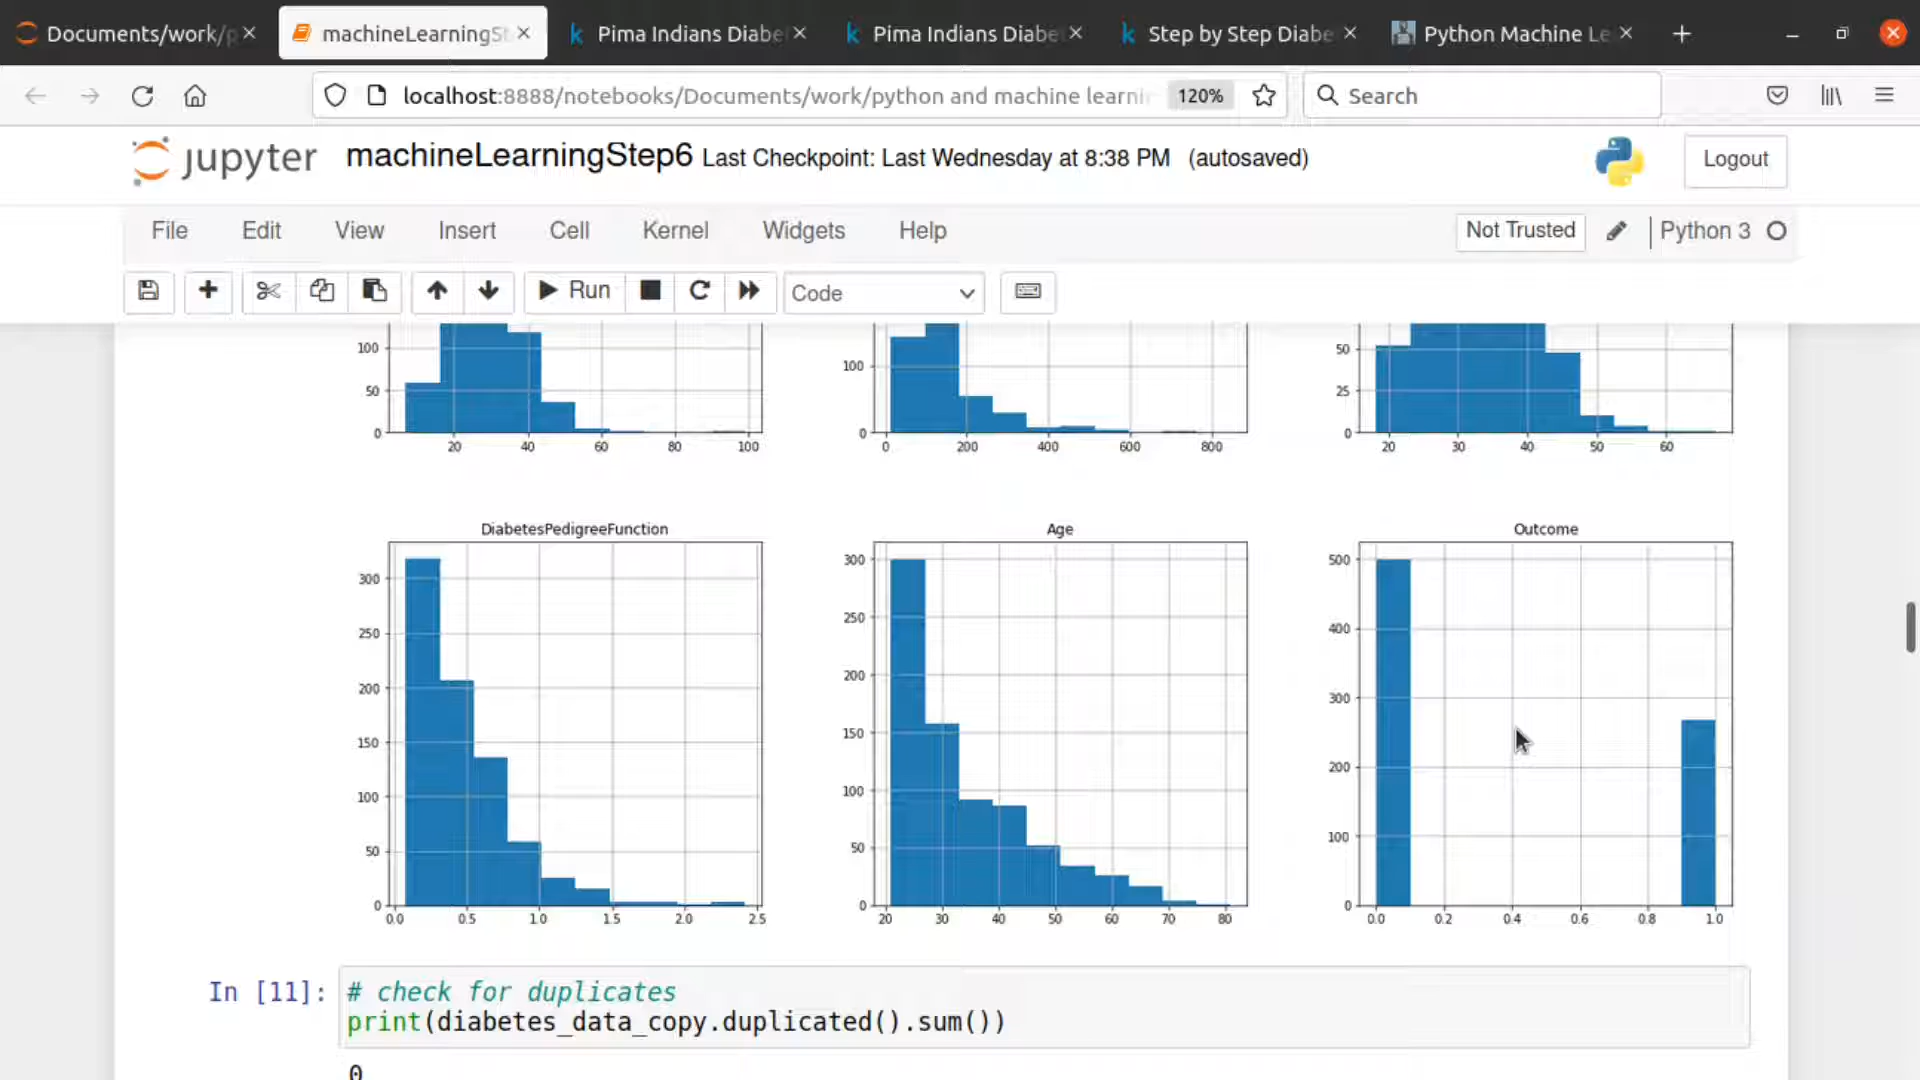 Documents/work/p
machineLearningSt
Pima Indians Diabe
Pima Indians Diabe
Step by Step Diabe
Python Machine Le
localhost:8888/notebooks/Documents/work/python and machine learnin
120%
Search
jupyter machineLearningStep6 Last Checkpoint: Last Wednesday at 8:38 PM (autosaved)
Logout
File Edit View Insert Cell Kernel Widgets Help
Not Trusted
Python 3
Run
Code
100
50
0
20 40 60 80 100
100
0
0 200 400 600 800
50
25
0
20 30 40 50 60
DiabetesPedigreeFunction
300
250
200
150
100
50
0
0.0 0.5 1.0 1.5 2.0 2.5
Age
300
250
200
150
100
50
0
20 30 40 50 60 70 80
Outcome
500
400
300
200
100
0
0.0 0.2 0.4 0.6 0.8 1.0
In [11]: # check for duplicates
print(diabetes_data_copy.duplicated().sum())
0